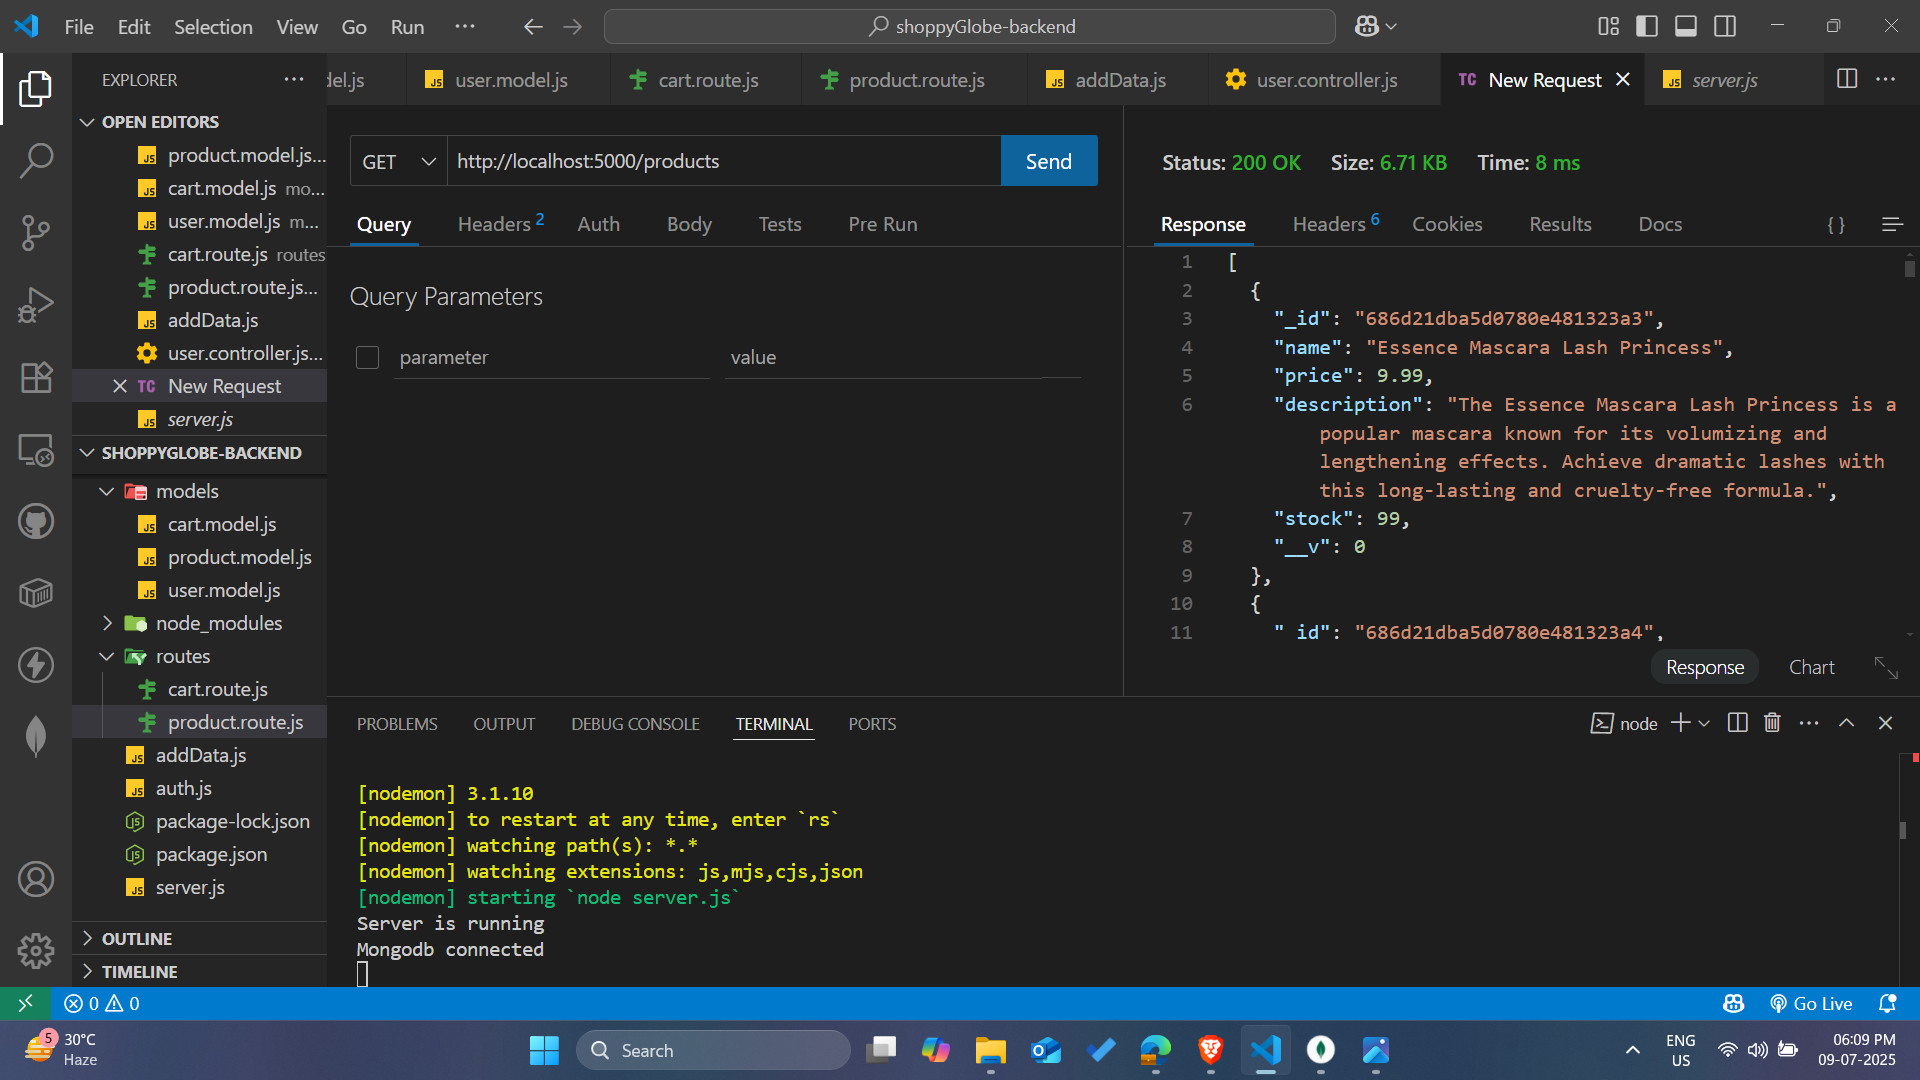 File Edit Selection View Go Run ··· shoppyGlobe-backend
EXPLORER ···
del.js user.model.js cart.route.js product.route.js addData.js user.controller.js TC New Request server.js ···
OPEN EDITORS
JS product.model.js...
JS cart.model.js mo...
JS user.model.js m...
cart.route.js routes
product.route.js...
JS addData.js
user.controller.js...
TC New Request
JS server.js
SHOPPYGLOBE-BACKEND
models
JS cart.model.js
JS product.model.js
JS user.model.js
node_modules
routes
cart.route.js
product.route.js
JS addData.js
JS auth.js
package-lock.json
package.json
JS server.js
OUTLINE
TIMELINE
GET http://localhost:5000/products Send
Query Headers 2 Auth Body Tests Pre Run
Query Parameters
parameter value
Status: 200 OK Size: 6.71 KB Time: 8 ms
Response Headers 6 Cookies Results Docs { }
1 [
2 {
3 "_id": "686d21dba5d0780e481323a3",
4 "name": "Essence Mascara Lash Princess",
5 "price": 9.99,
6 "description": "The Essence Mascara Lash Princess is a
popular mascara known for its volumizing and
lengthening effects. Achieve dramatic lashes with
this long-lasting and cruelty-free formula.",
7 "stock": 99,
8 "__v": 0
9 },
10 {
11 "_id": "686d21dba5d0780e481323a4",
Response Chart
PROBLEMS OUTPUT DEBUG CONSOLE TERMINAL PORTS node ···
[nodemon] 3.1.10
[nodemon] to restart at any time, enter `rs`
[nodemon] watching path(s): *.*
[nodemon] watching extensions: js,mjs,cjs,json
[nodemon] starting `node server.js`
Server is running
Mongodb connected
0 0 Go Live
5 30°C
Haze
Search
ENG
US
06:09 PM
09-07-2025